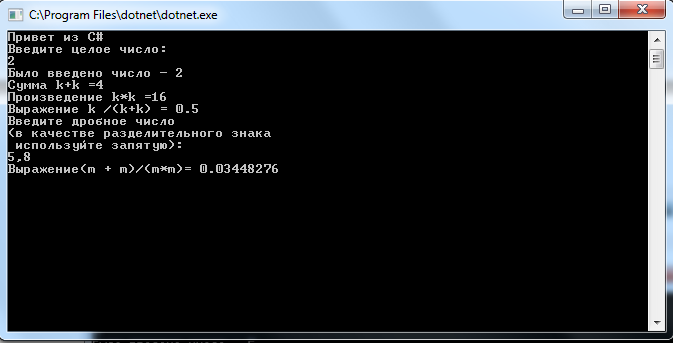 C:\Program Files\dotnet\dotnet.exe
Привет из C#
Введите целое число:
2
Было введено число - 2
Сумма k+k =4
Произведение k*k =16
Выражение k /(k+k) = 0.5
Введите дробное число
(в качестве разделительного знака
используйте запятую):
5,8
Выражение(m + m)/(m*m)= 0.03448276